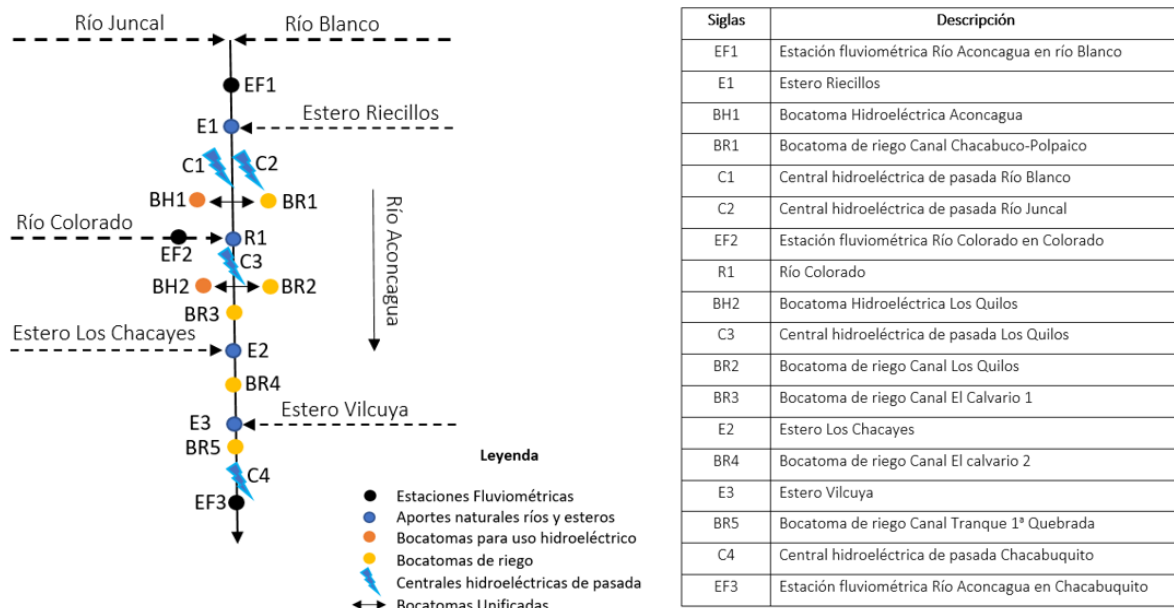 Río Juncal
Río Blanco
EF1
Estero Riecillos
E1
C1
C2
BH1
BR1
Río Colorado
EF2
R1
C3
Río Aconcagua
BH2
BR2
BR3
Estero Los Chacayes
E2
BR4
Estero Vilcuya
E3
BR5
C4
EF3
Leyenda
Estaciones Fluviométricas
Aportes naturales ríos y esteros
Bocatomas para uso hidroeléctrico
Bocatomas de riego
Centrales hidroeléctricas de pasada
Bocatomas Unificadas
Siglas Descripción
EF1 Estación fluviométrica Río Aconcagua en río Blanco
E1 Estero Riecillos
BH1 Bocatoma Hidroeléctrica Aconcagua
BR1 Bocatoma de riego Canal Chacabuco-Polpaico
C1 Central hidroeléctrica de pasada Río Blanco
C2 Central hidroeléctrica de pasada Río Juncal
EF2 Estación fluviométrica Río Colorado en Colorado
R1 Río Colorado
BH2 Bocatoma Hidroeléctrica Los Quilos
C3 Central hidroeléctrica de pasada Los Quilos
BR2 Bocatoma de riego Canal Los Quilos
BR3 Bocatoma de riego Canal El Calvario 1
E2 Estero Los Chacayes
BR4 Bocatoma de riego Canal El calvario 2
E3 Estero Vilcuya
BR5 Bocatoma de riego Canal Tranque 1ª Quebrada
C4 Central hidroeléctrica de pasada Chacabuquito
EF3 Estación fluviométrica Río Aconcagua en Chacabuquito